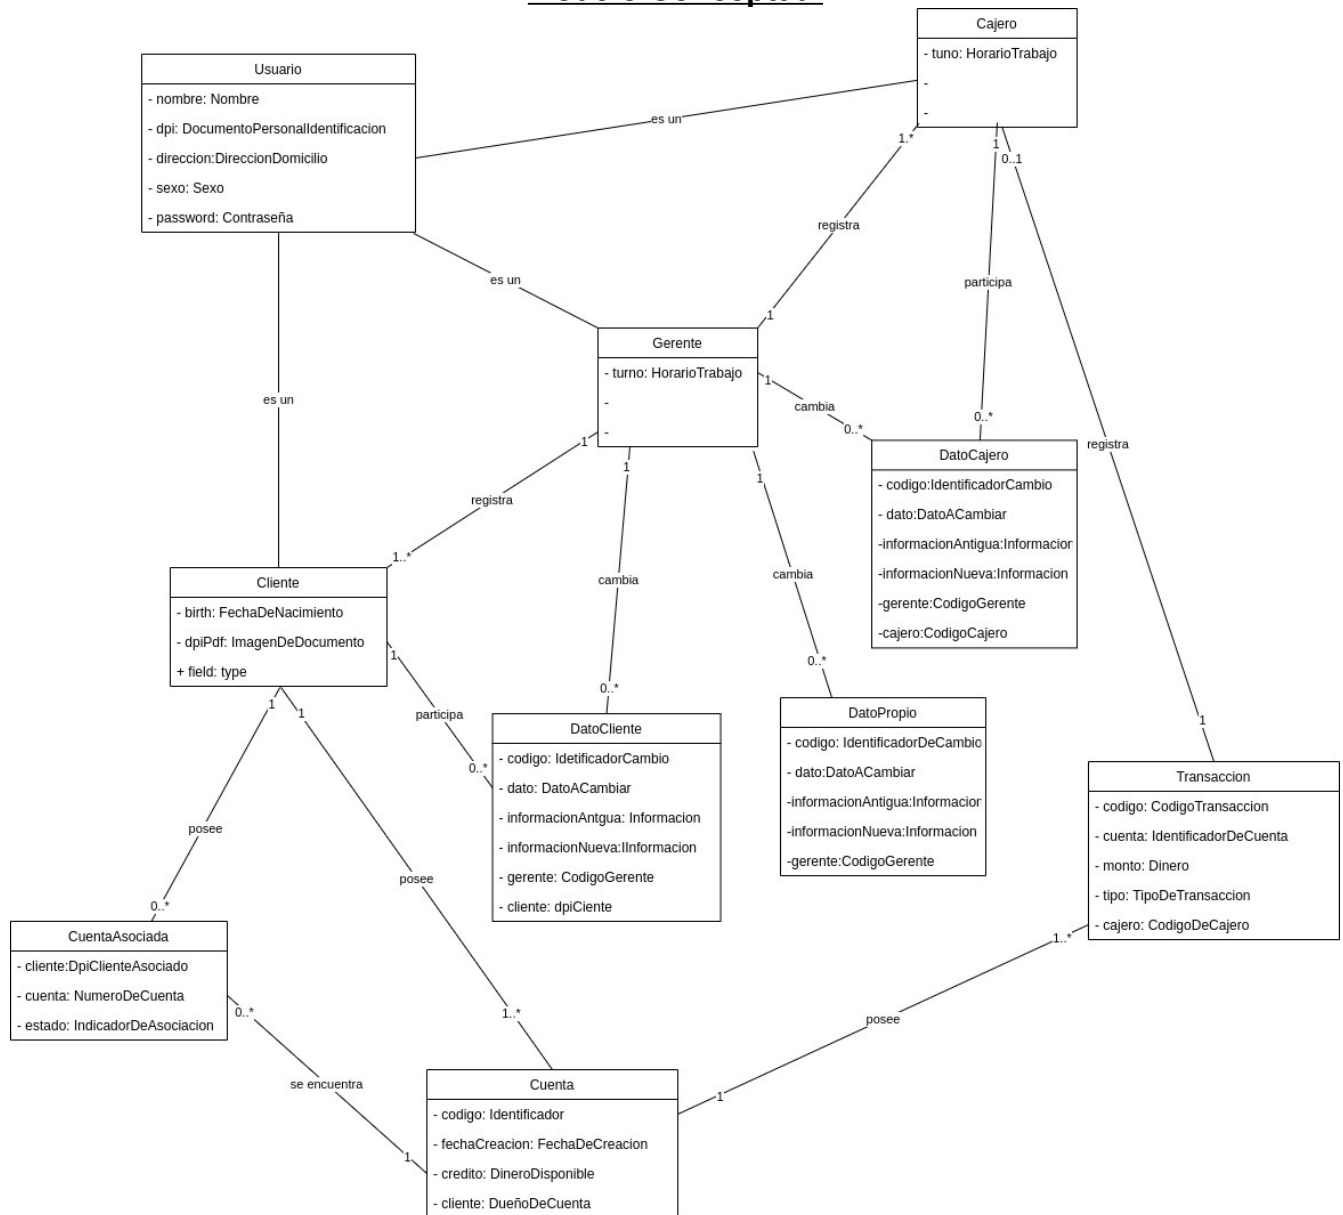 Cajero
- tuno: HorarioTrabajo
-
-
Usuario
- nombre: Nombre
- dpi: DocumentoPersonalIdentificacion
- direccion:DireccionDomicilio
- sexo: Sexo
- password: Contraseña
es un
1.*
1
0..1
registra
participa
es un
1
Gerente
- turno: HorarioTrabajo
-
-
1
cambia
0..*
0..*
es un
registra
DatoCajero
- codigo:IdentificadorCambio
- dato:DatoACambiar
-informacionAntigua:Informacion
-informacionNueva:Informacion
-gerente:CodigoGerente
-cajero:CodigoCajero
1
1
1
registra
1..*
cambia
cambia
Cliente
- birth: FechaDeNacimiento
- dpiPdf: ImagenDeDocumento
+ field: type
1
0..*
0..*
1
1
participa
0..*
1
DatoCliente
- codigo: IdetificadorCambio
- dato: DatoACambiar
- informacionAntgua: Informacion
- informacionNueva:IInformacion
- gerente: CodigoGerente
- cliente: dpiCiente
DatoPropio
- codigo: IdentificadorDeCambio
- dato:DatoACambiar
-informacionAntigua:Informacion
-informacionNueva:Informacion
-gerente:CodigoGerente
Transaccion
- codigo: CodigoTransaccion
- cuenta: IdentificadorDeCuenta
- monto: Dinero
- tipo: TipoDeTransaccion
- cajero: CodigoDeCajero
posee
posee
0..*
1..*
CuentaAsociada
- cliente:DpiClienteAsociado
- cuenta: NumeroDeCuenta
- estado: IndicadorDeAsociacion
0..*
1..*
posee
se encuentra
1
1
Cuenta
- codigo: Identificador
- fechaCreacion: FechaDeCreacion
- credito: DineroDisponible
- cliente: DueñoDeCuenta